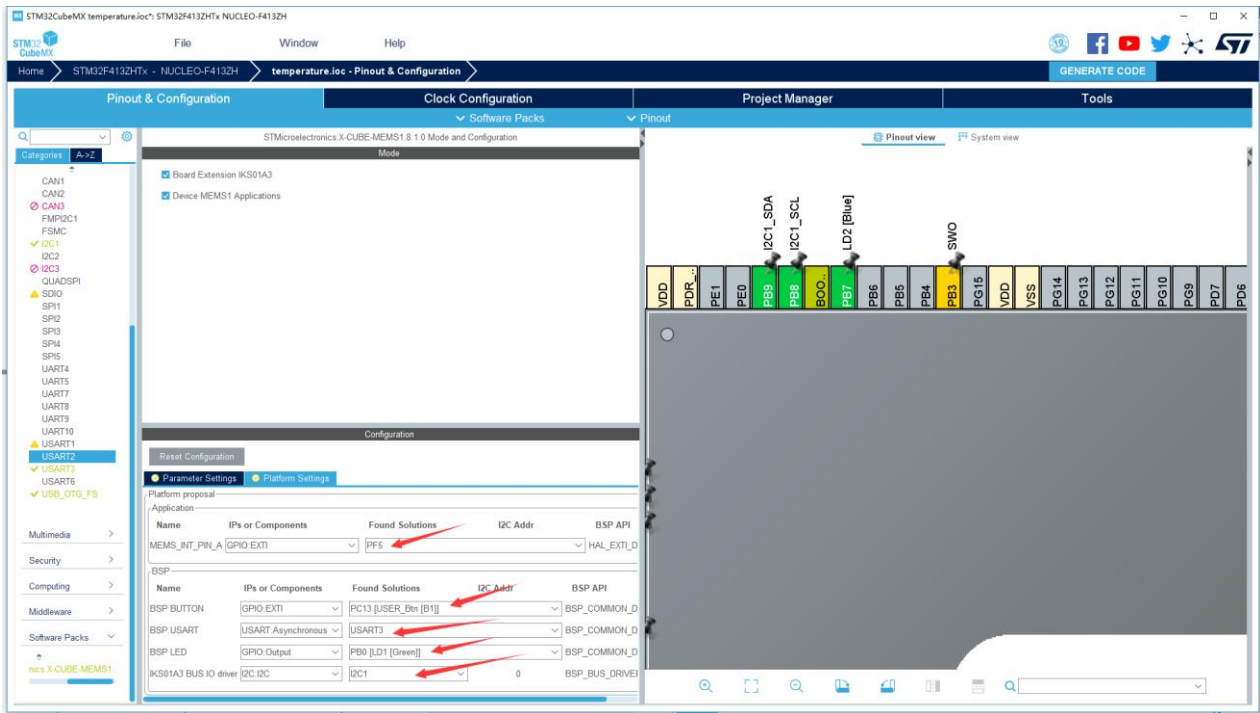 STM32CubeMX temperature.ioc*: STM32F413ZHTx NUCLEO-F413ZH
STM32 CubeMX
File Window Help
Home STM32F413ZHTx - NUCLEO-F413ZH temperature.ioc - Pinout & Configuration GENERATE CODE
Pinout & Configuration Clock Configuration Project Manager Tools
Software Packs Pinout
STMicroelectronics.X-CUBE-MEMS1.8.1.0 Mode and Configuration
Pinout view System view
Categories A->Z
Mode
Board Extension IKS01A3
Device MEMS1 Applications
CAN1
CAN2
CAN3
FMPI2C1
FSMC
I2C1
I2C2
I2C3
QUADSPI
SDIO
SPI1
SPI2
SPI3
SPI4
SPI5
UART4
UART5
UART7
UART8
UART9
UART10
USART1
USART2
USART3
USART6
USB_OTG_FS
Multimedia
Security
Computing
Middleware
Software Packs
nics.X-CUBE-MEMS1.
Configuration
Reset Configuration
Parameter Settings Platform Settings
Platform proposal
Application
Name IPs or Components Found Solutions I2C Addr BSP API
MEMS_INT_PIN_A GPIO:EXTI PF5 HAL_EXTI_D
BSP
Name IPs or Components Found Solutions I2C Addr BSP API
BSP BUTTON GPIO:EXTI PC13 [USER_Btn [B1]] BSP_COMMON_D
BSP USART USART:Asynchronous USART3 BSP_COMMON_D
BSP LED GPIO:Output PB0 [LD1 [Green]] BSP_COMMON_D
IKS01A3 BUS IO driver I2C:I2C I2C1 0 BSP_BUS_DRIVER
I2C1_SDA
I2C1_SCL
LD2 [Blue]
SWO
VDD
PDR_..
PE1
PE0
PB9
PB8
BOO..
PB7
PB6
PB5
PB4
PB3
PG15
VDD
VSS
PG14
PG13
PG12
PG11
PG10
PG9
PD7
PD6